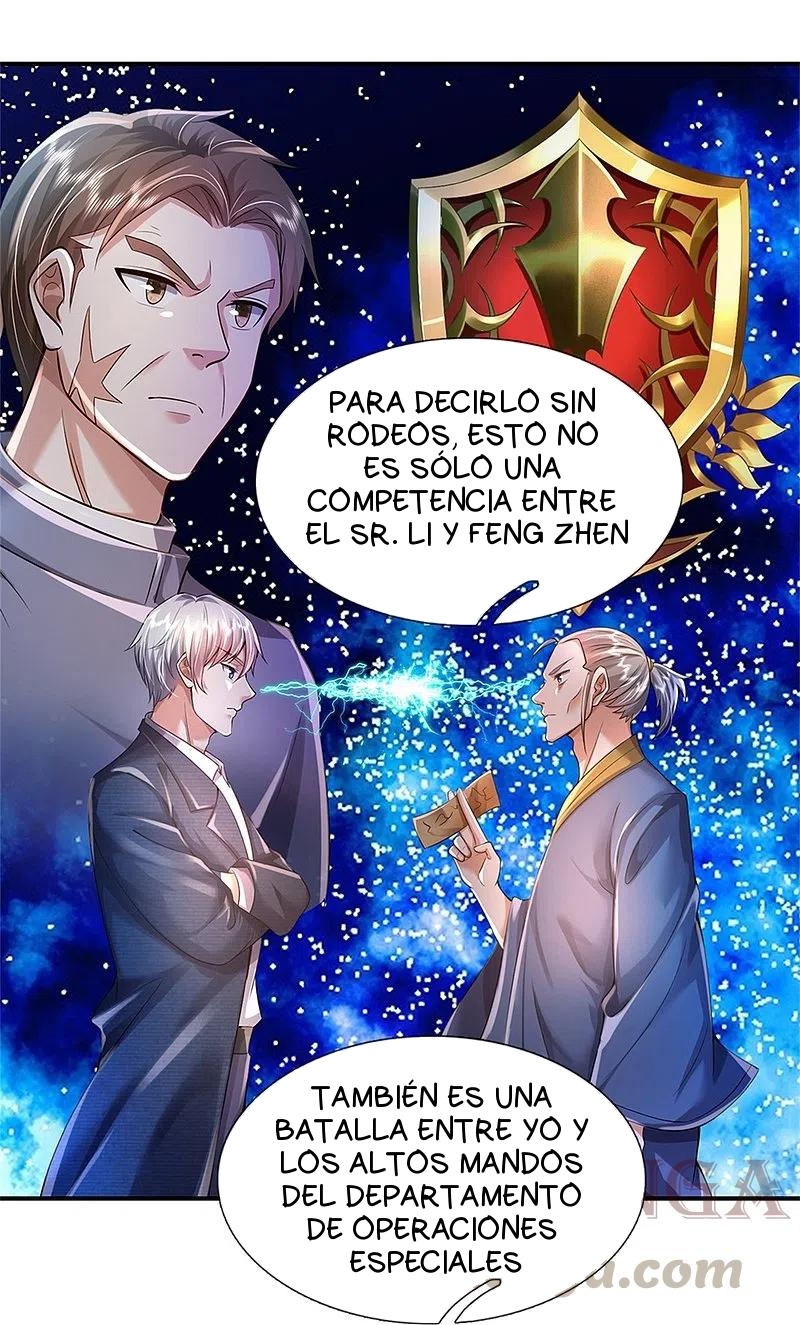 PARA DECIRLO SIN
RODEOS, ESTO NO
ES SÓLO UNA
COMPETENCIA ENTRE
EL SR. LI Y FENG ZHEN
TAMBIÉN ES UNA
BATALLA ENTRE YO Y
LOS ALTOS MANDOS
DEL DEPARTAMENTO
DE OPERACIONES
ESPECIALES